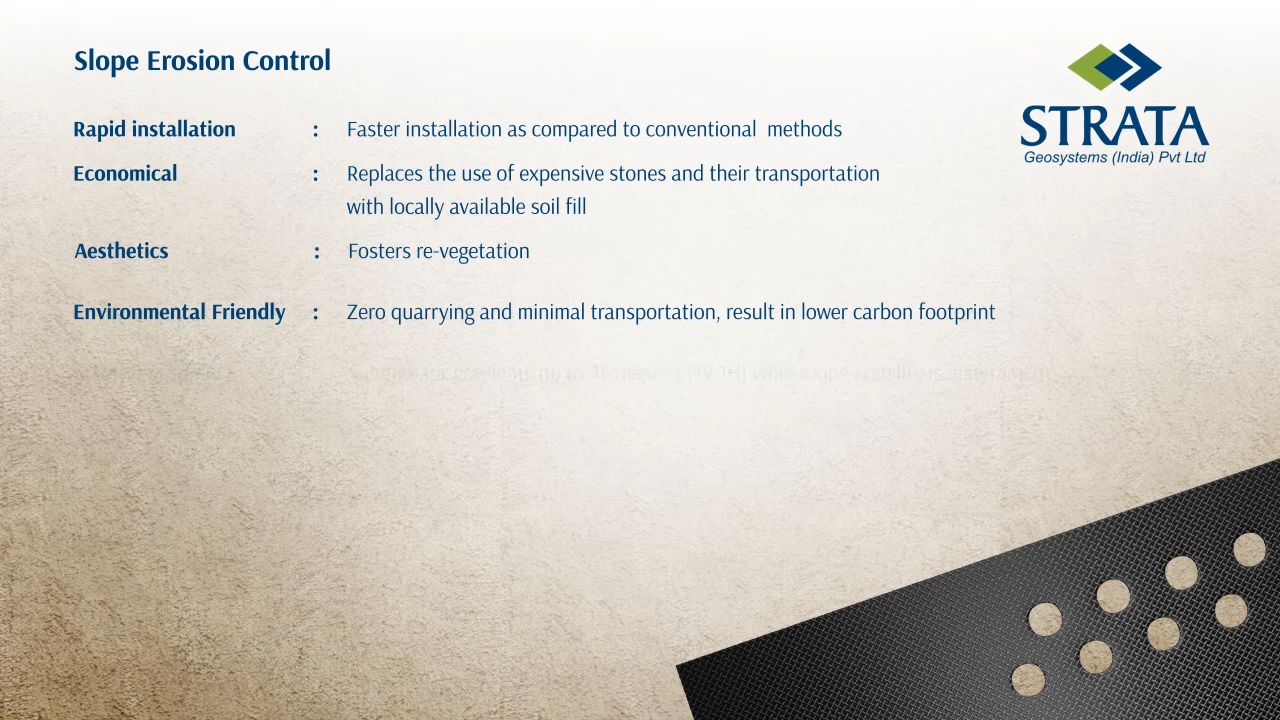 Slope Erosion Control
STRATA
Geosystems (India) Pvt Ltd
Rapid installation : Faster installation as compared to conventional methods
Economical : Replaces the use of expensive stones and their transportation
with locally available soil fill
Aesthetics : Fosters re-vegetation
Environmental Friendly : Zero quarrying and minimal transportation, result in lower carbon footprint